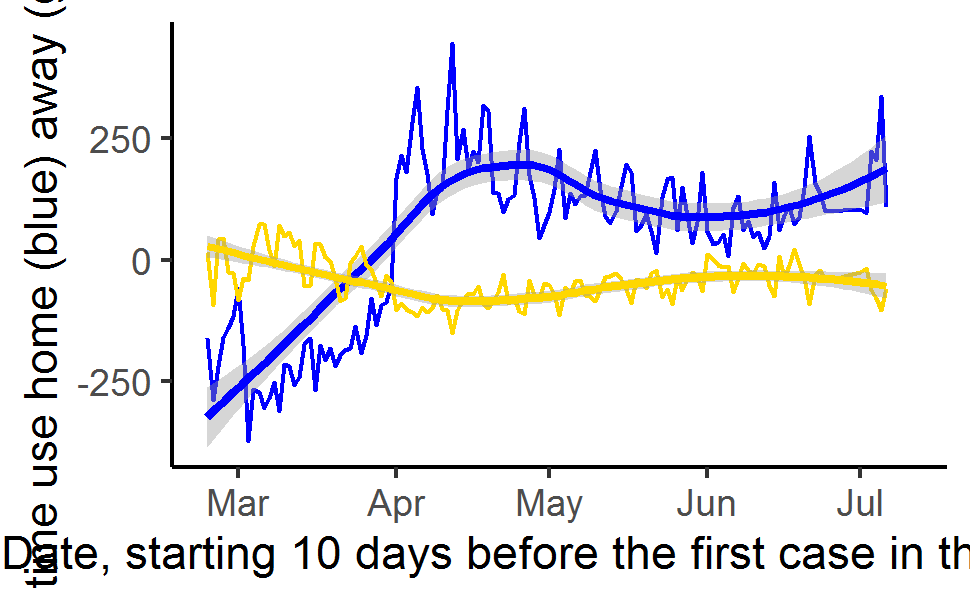 time use home (blue) away (
250
0
-250
Mar Apr May Jun Jul
Date, starting 10 days before the first case in th